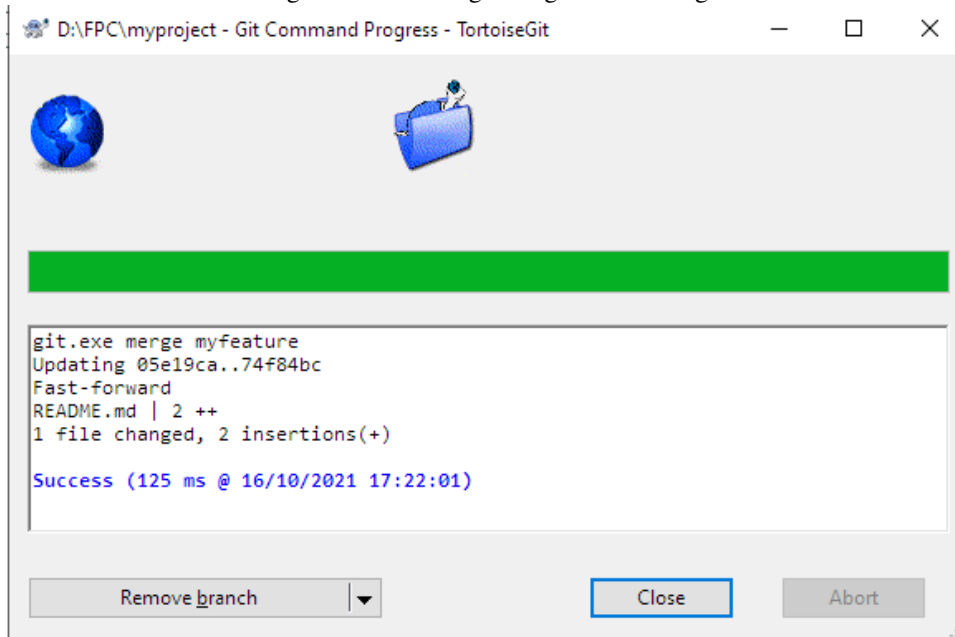 D:\FPC\myproject - Git Command Progress - TortoiseGit
git.exe merge myfeature
Updating 05e19ca..74f84bc
Fast-forward
README.md | 2 ++
1 file changed, 2 insertions(+)
Success (125 ms @ 16/10/2021 17:22:01)
Remove branch
Close
Abort